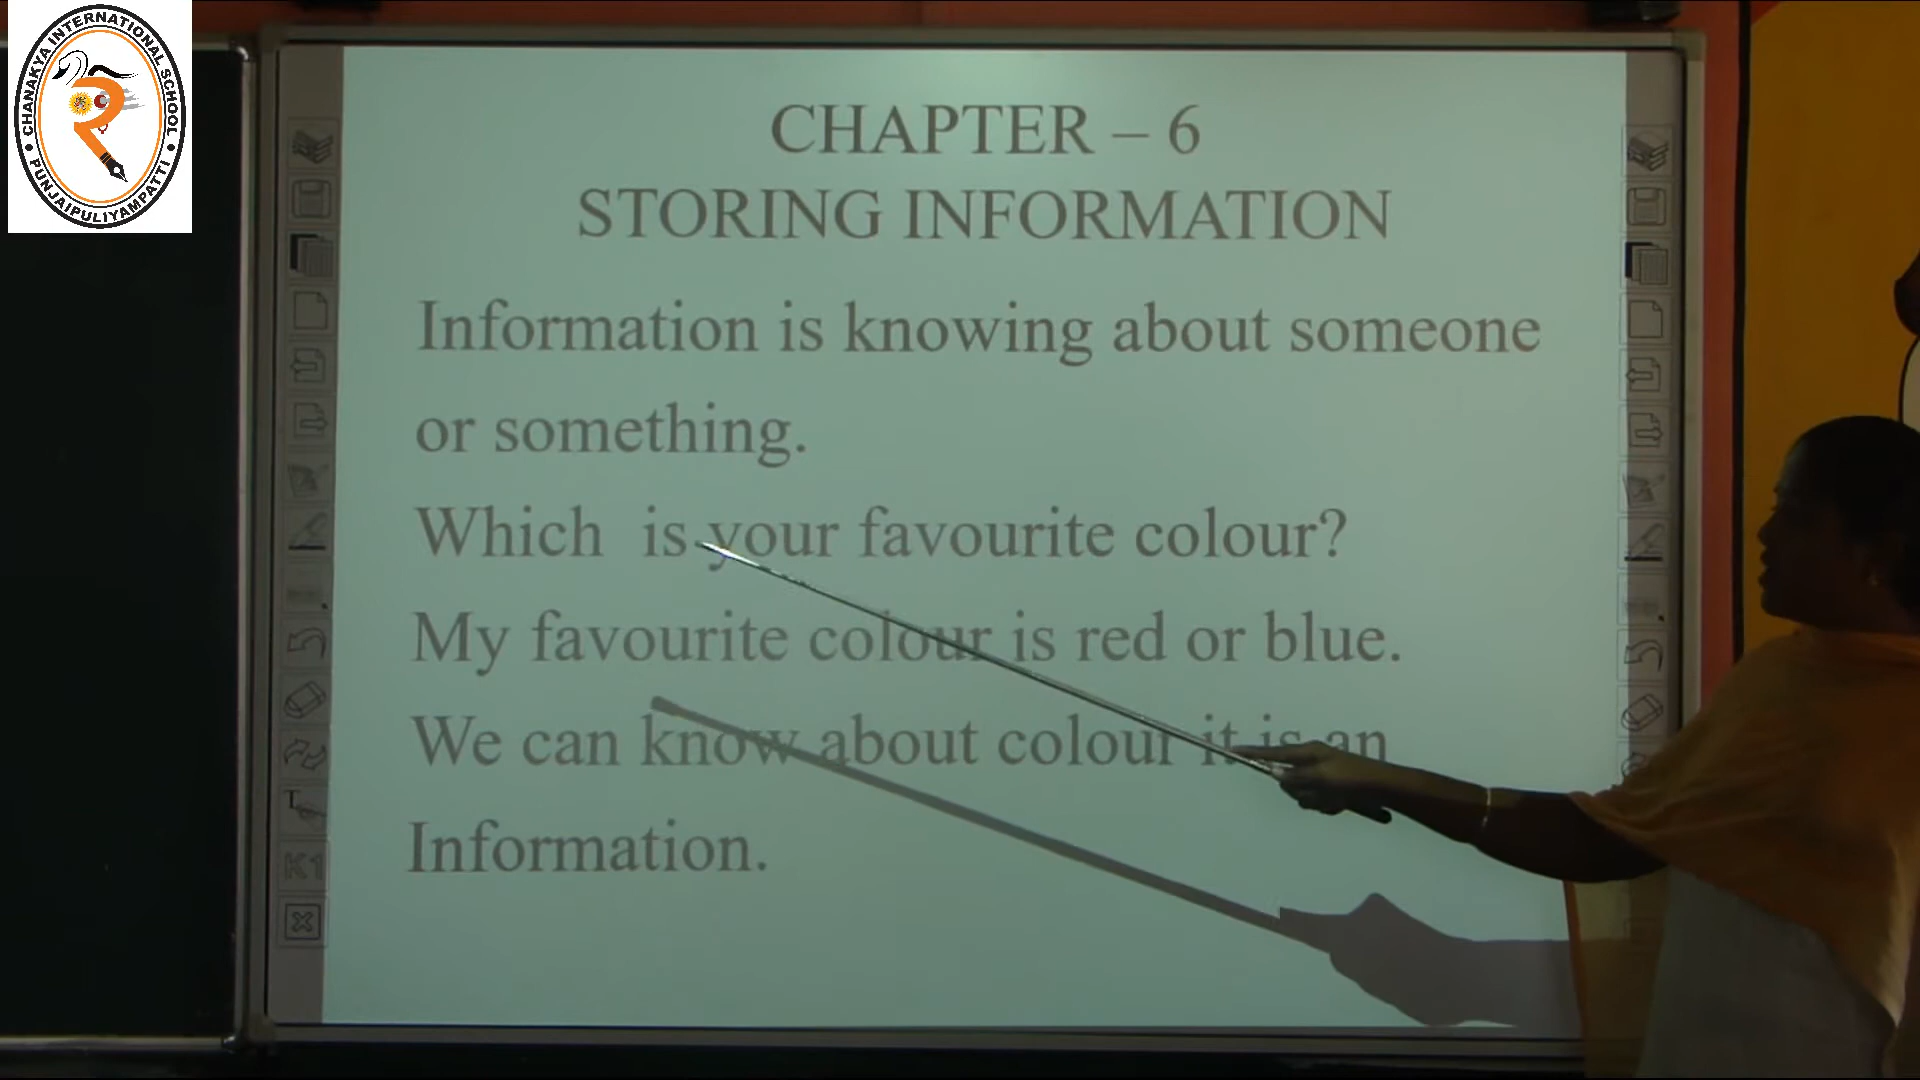 CHANAKYA INTERNATIONAL SCHOOL
PUNJAIPULIYAMPATTI
CHAPTER – 6
STORING INFORMATION
Information is knowing about someone
or something.
Which is your favourite colour?
My favourite colour is red or blue.
We can know about colour it is an
Information.
T
K1